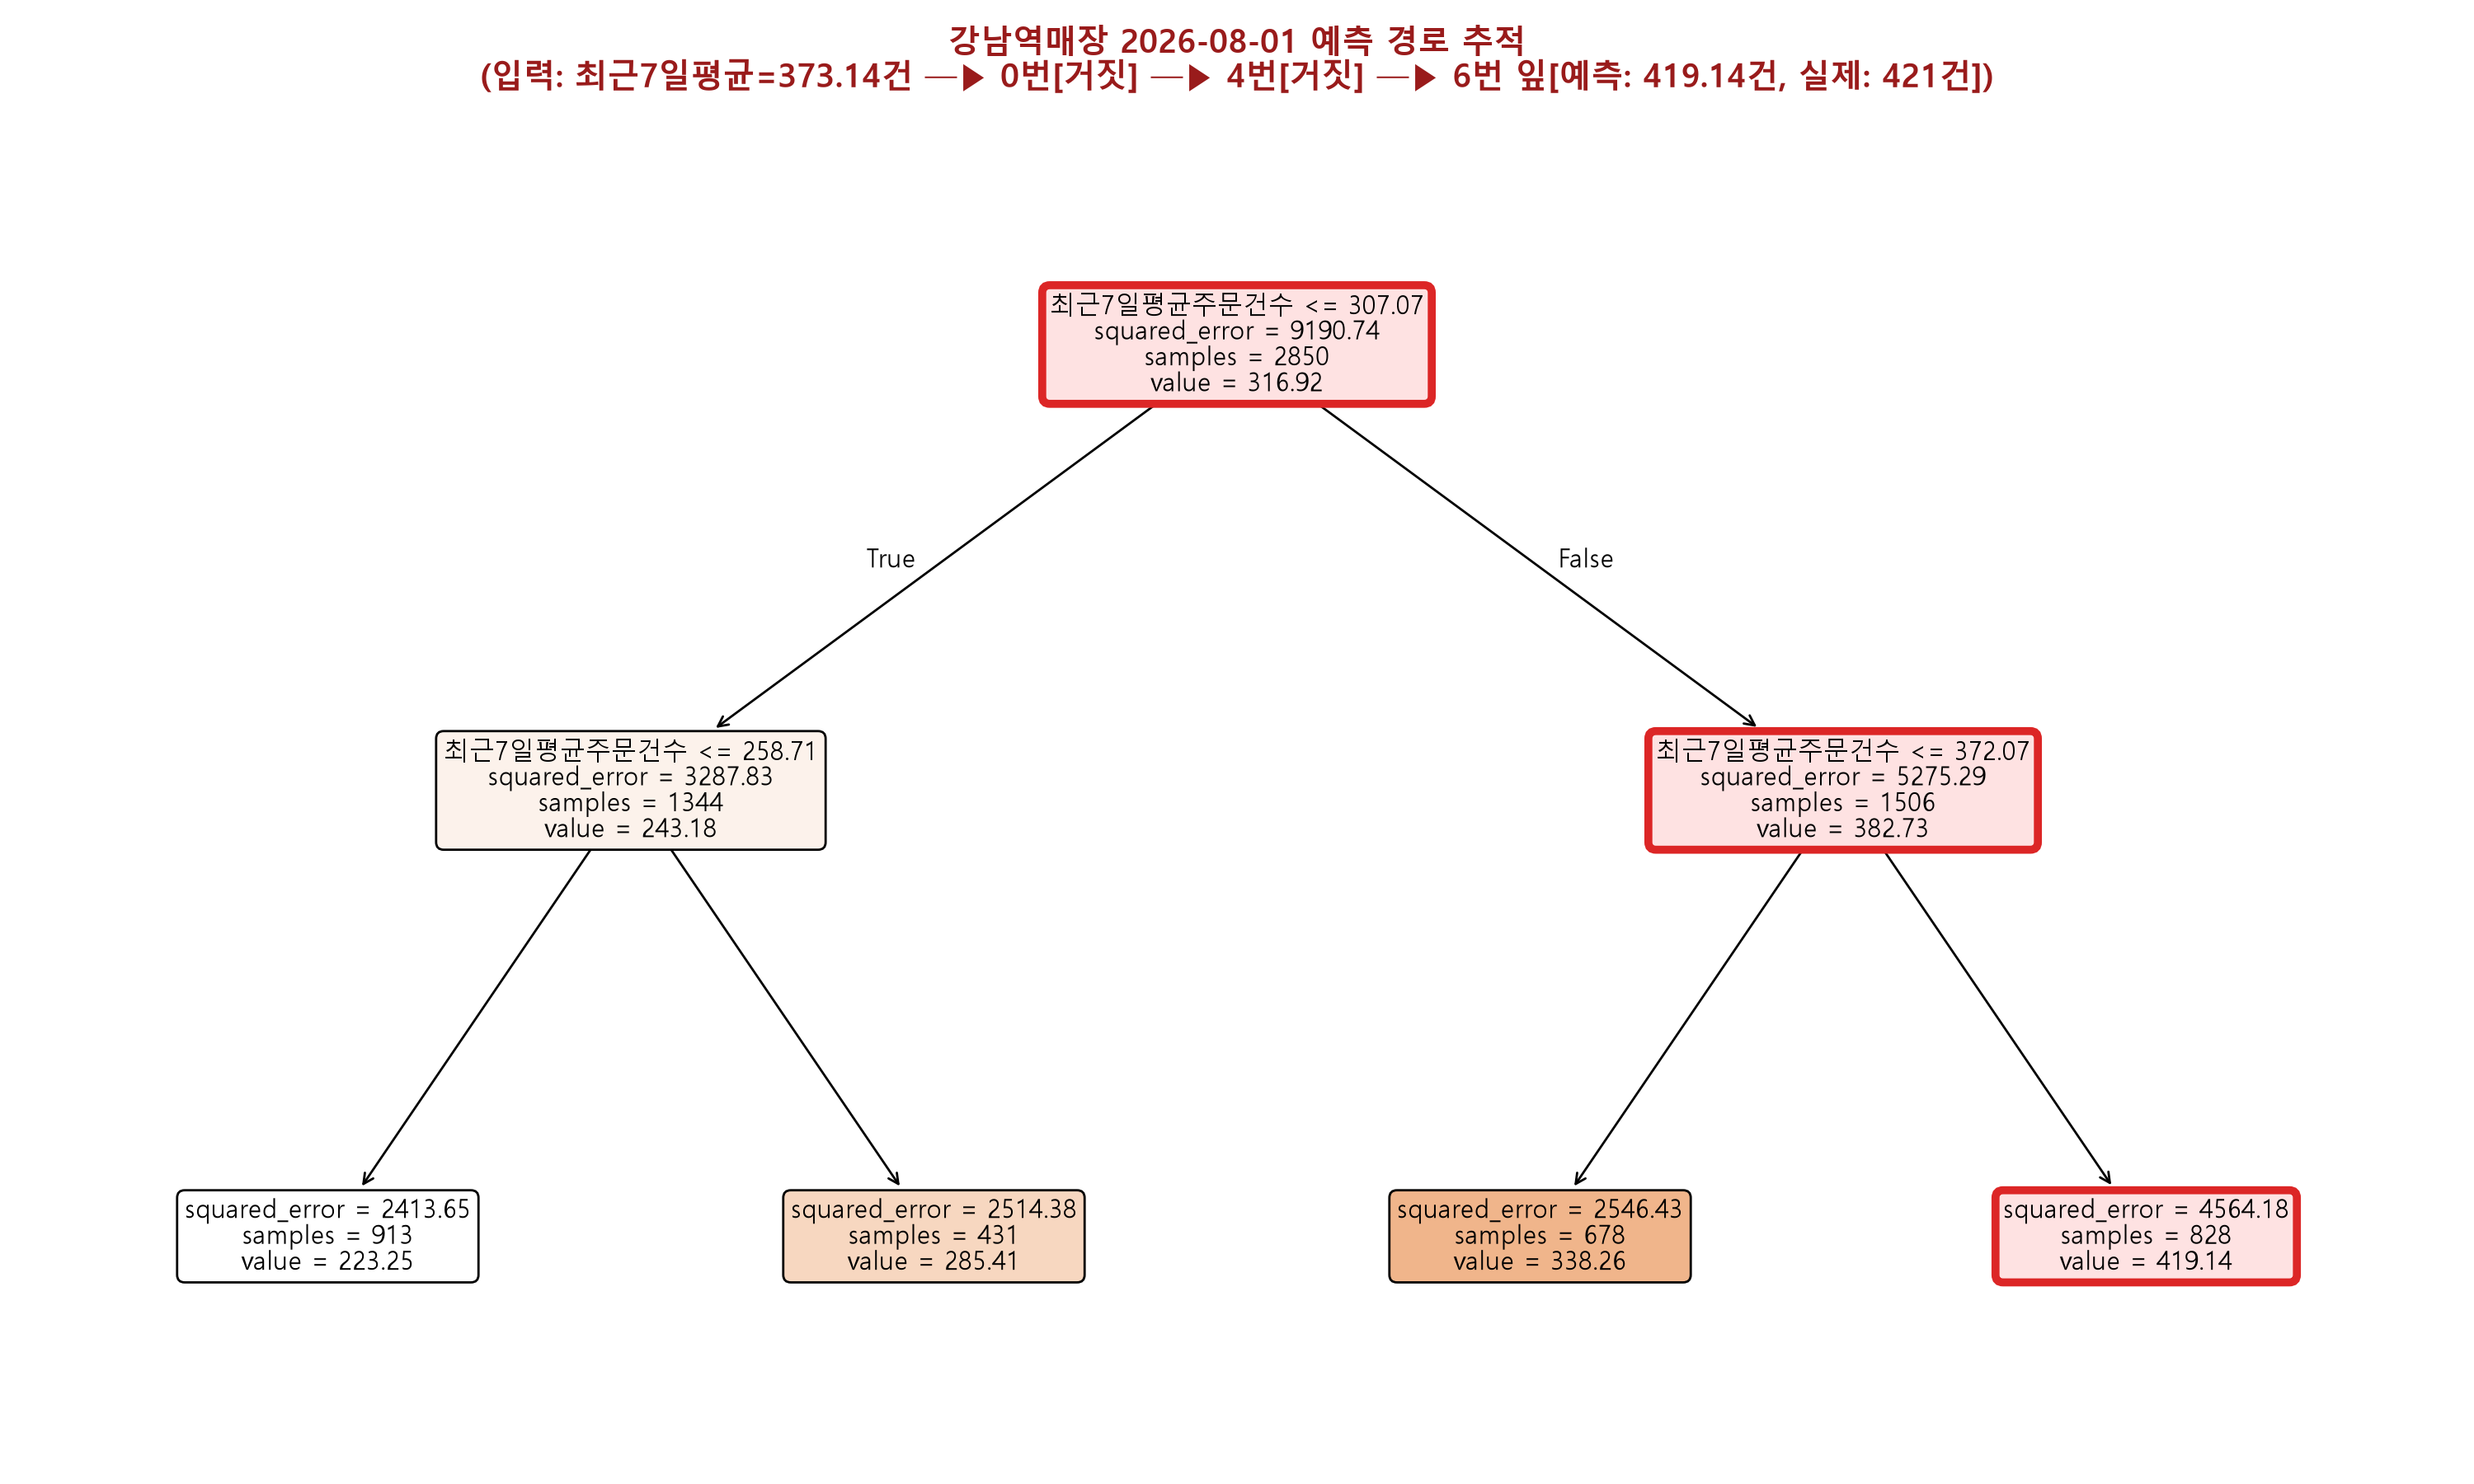 강남역매장 2026-08-01 예측 경로 추적
(입력: 최근7일평균=373.14건 ─▶ 0번[거짓] ─▶ 4번[거짓] ─▶ 6번 잎[예측: 419.14건, 실제: 421건])
최근7일평균주문건수 <= 307.07
squared_error = 9190.74
samples = 2850
value = 316.92
True
False
최근7일평균주문건수 <= 258.71
squared_error = 3287.83
samples = 1344
value = 243.18
최근7일평균주문건수 <= 372.07
squared_error = 5275.29
samples = 1506
value = 382.73
squared_error = 2413.65
samples = 913
value = 223.25
squared_error = 2514.38
samples = 431
value = 285.41
squared_error = 2546.43
samples = 678
value = 338.26
squared_error = 4564.18
samples = 828
value = 419.14